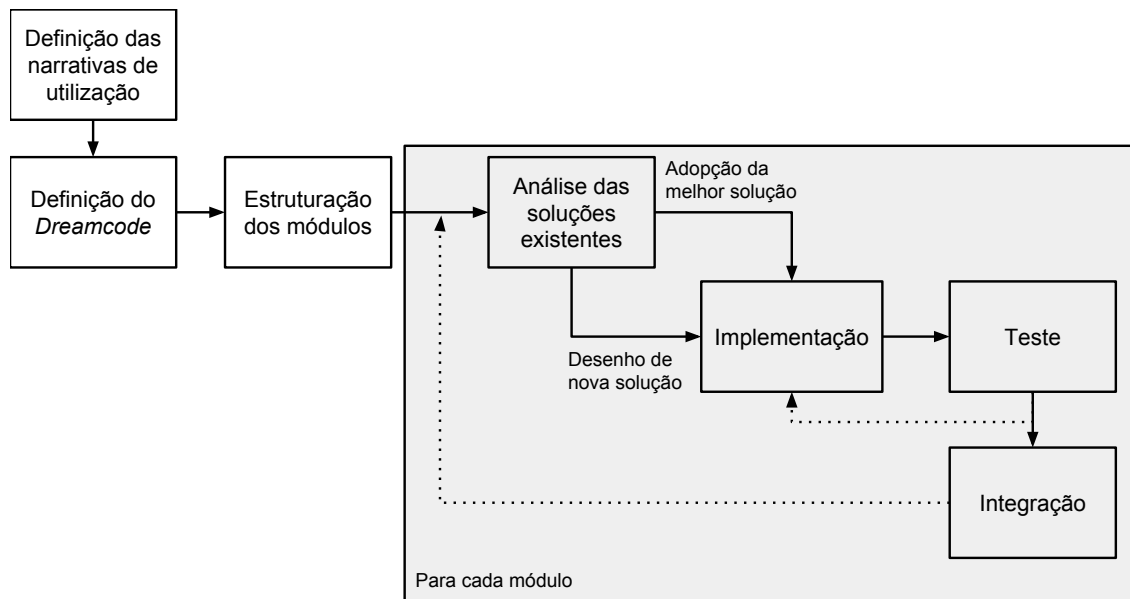 Definição das
narrativas de
utilização
Definição do
Dreamcode
Estruturação
dos módulos
Análise das
soluções
existentes
Adopção da
melhor solução
Desenho de
nova solução
Implementação
Teste
Integração
Para cada módulo